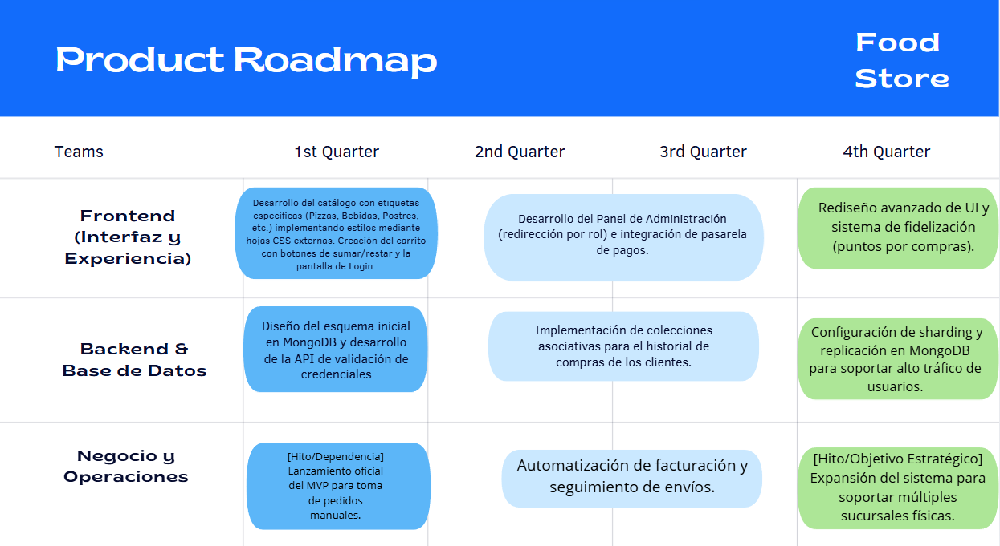 Product Roadmap
Food
Store
Teams
1st Quarter
2nd Quarter
3rd Quarter
4th Quarter
Frontend
(Interfaz y
Experiencia)
Desarrollo del catálogo con etiquetas
específicas (Pizzas, Bebidas, Postres,
etc.) implementando estilos mediante
hojas CSS externas. Creación del carrito
con botones de sumar/restar y la
pantalla de Login.
Desarrollo del Panel de Administración
(redirección por rol) e integración de pasarela
de pagos.
Rediseño avanzado de UI y
sistema de fidelización
(puntos por compras).
Backend &
Base de Datos
Diseño del esquema inicial
en MongoDB y desarrollo
de la API de validación de
credenciales
Implementación de colecciones
asociativas para el historial de
compras de los clientes.
Configuración de sharding y
replicación en MongoDB
para soportar alto tráfico de
usuarios.
Negocio y
Operaciones
[Hito/Dependencia]
Lanzamiento oficial
del MVP para toma
de pedidos
manuales.
Automatización de facturación y
seguimiento de envíos.
[Hito/Objetivo Estratégico]
Expansión del sistema para
soportar múltiples
sucursales físicas.